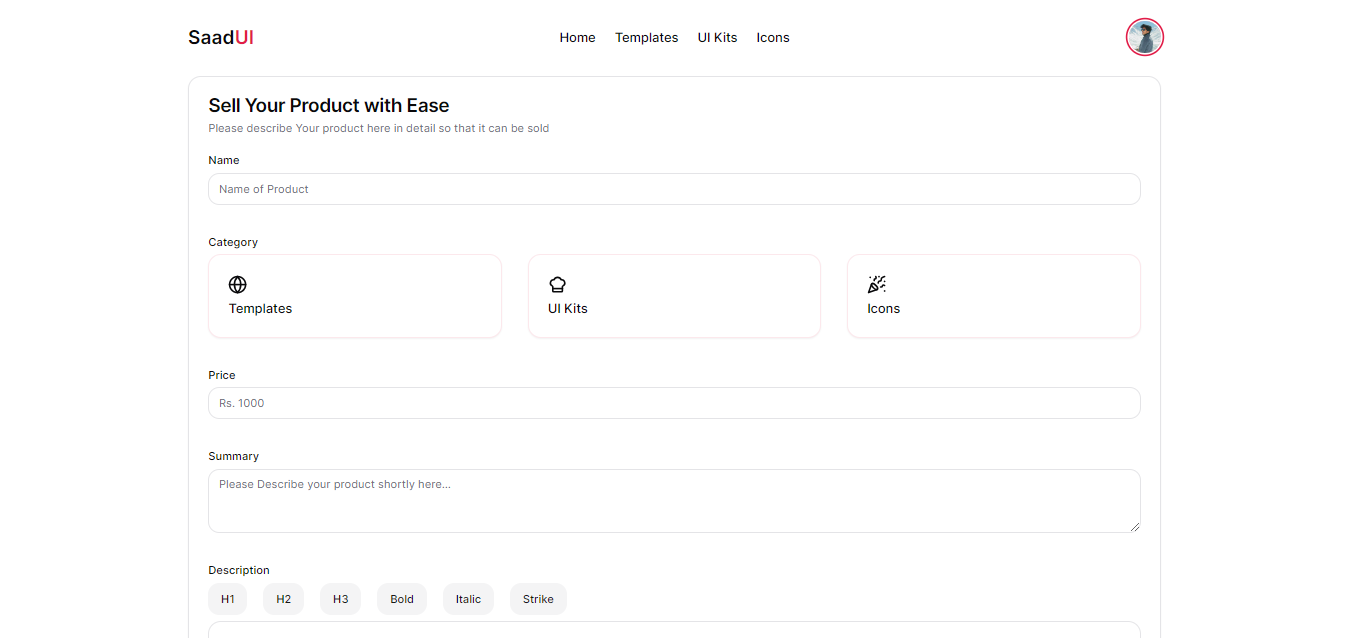 SaadUI Home Templates UI Kits Icons
Sell Your Product with Ease
Please describe Your product here in detail so that it can be sold
Name
Name of Product
Category
Templates UI Kits Icons
Price
Rs. 1000
Summary
Please Describe your product shortly here...
Description
H1 H2 H3 Bold Italic Strike